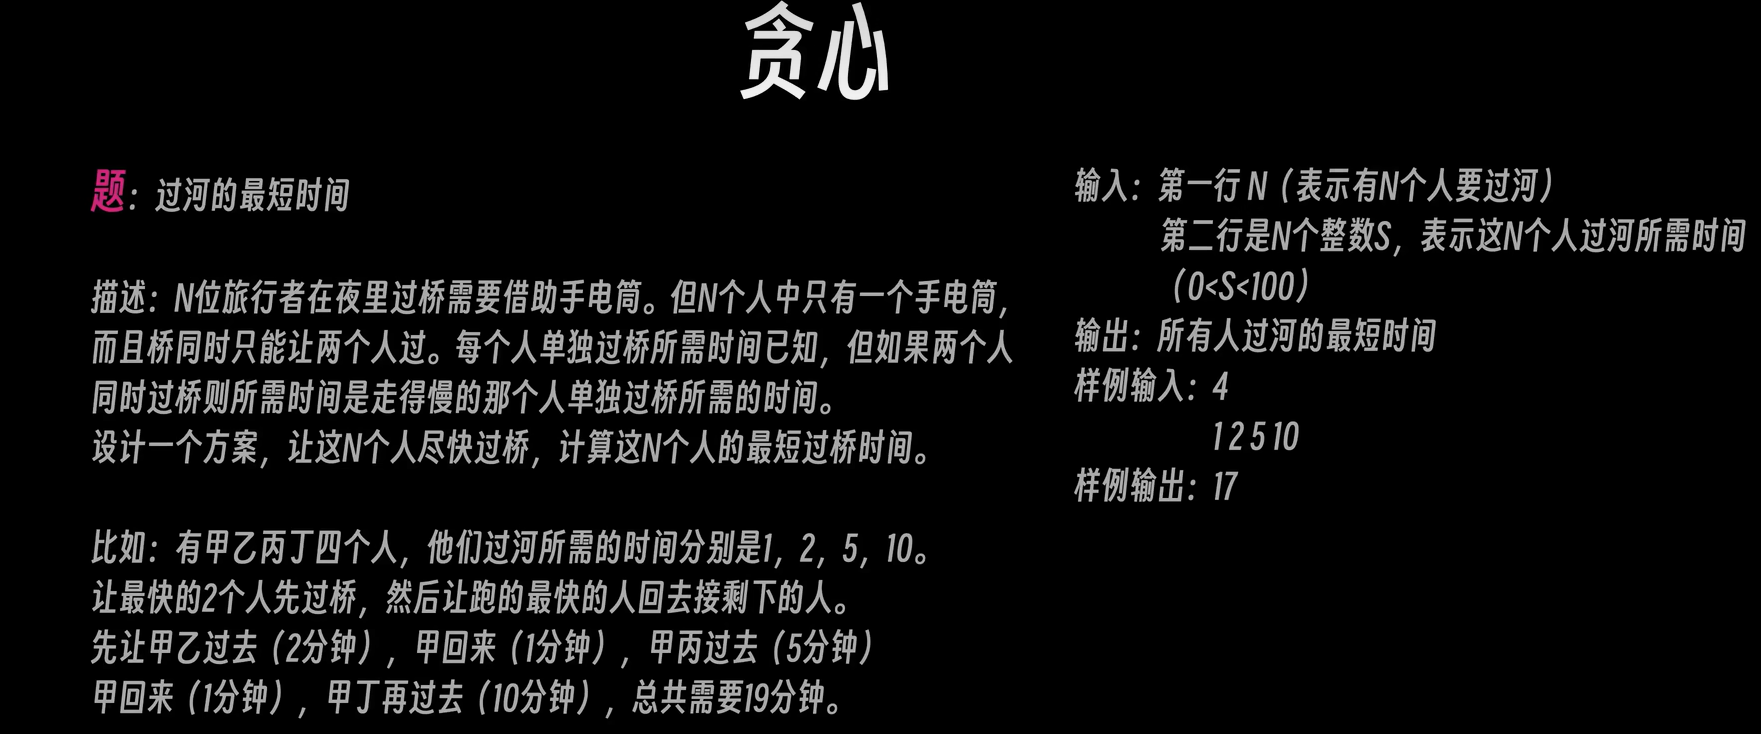 贪心
题：过河的最短时间
描述：N位旅行者在夜里过桥需要借助手电筒。但N个人中只有一个手电筒，
而且桥同时只能让两个人过。每个人单独过桥所需时间已知，但如果两个人
同时过桥则所需时间是走得慢的那个人单独过桥所需的时间。
设计一个方案，让这N个人尽快过桥，计算这N个人的最短过桥时间。
比如：有甲乙丙丁四个人，他们过河所需的时间分别是1，2，5，10。
让最快的2个人先过桥，然后让跑的最快的人回去接剩下的人。
先让甲乙过去（2分钟），甲回来（1分钟），甲丙过去（5分钟）
甲回来（1分钟），甲丁再过去（10分钟），总共需要19分钟。
输入：第一行 N（表示有N个人要过河）
第二行是N个整数S，表示这N个人过河所需时间
（0<S<100）
输出：所有人过河的最短时间
样例输入：4
1 2 5 10
样例输出：17